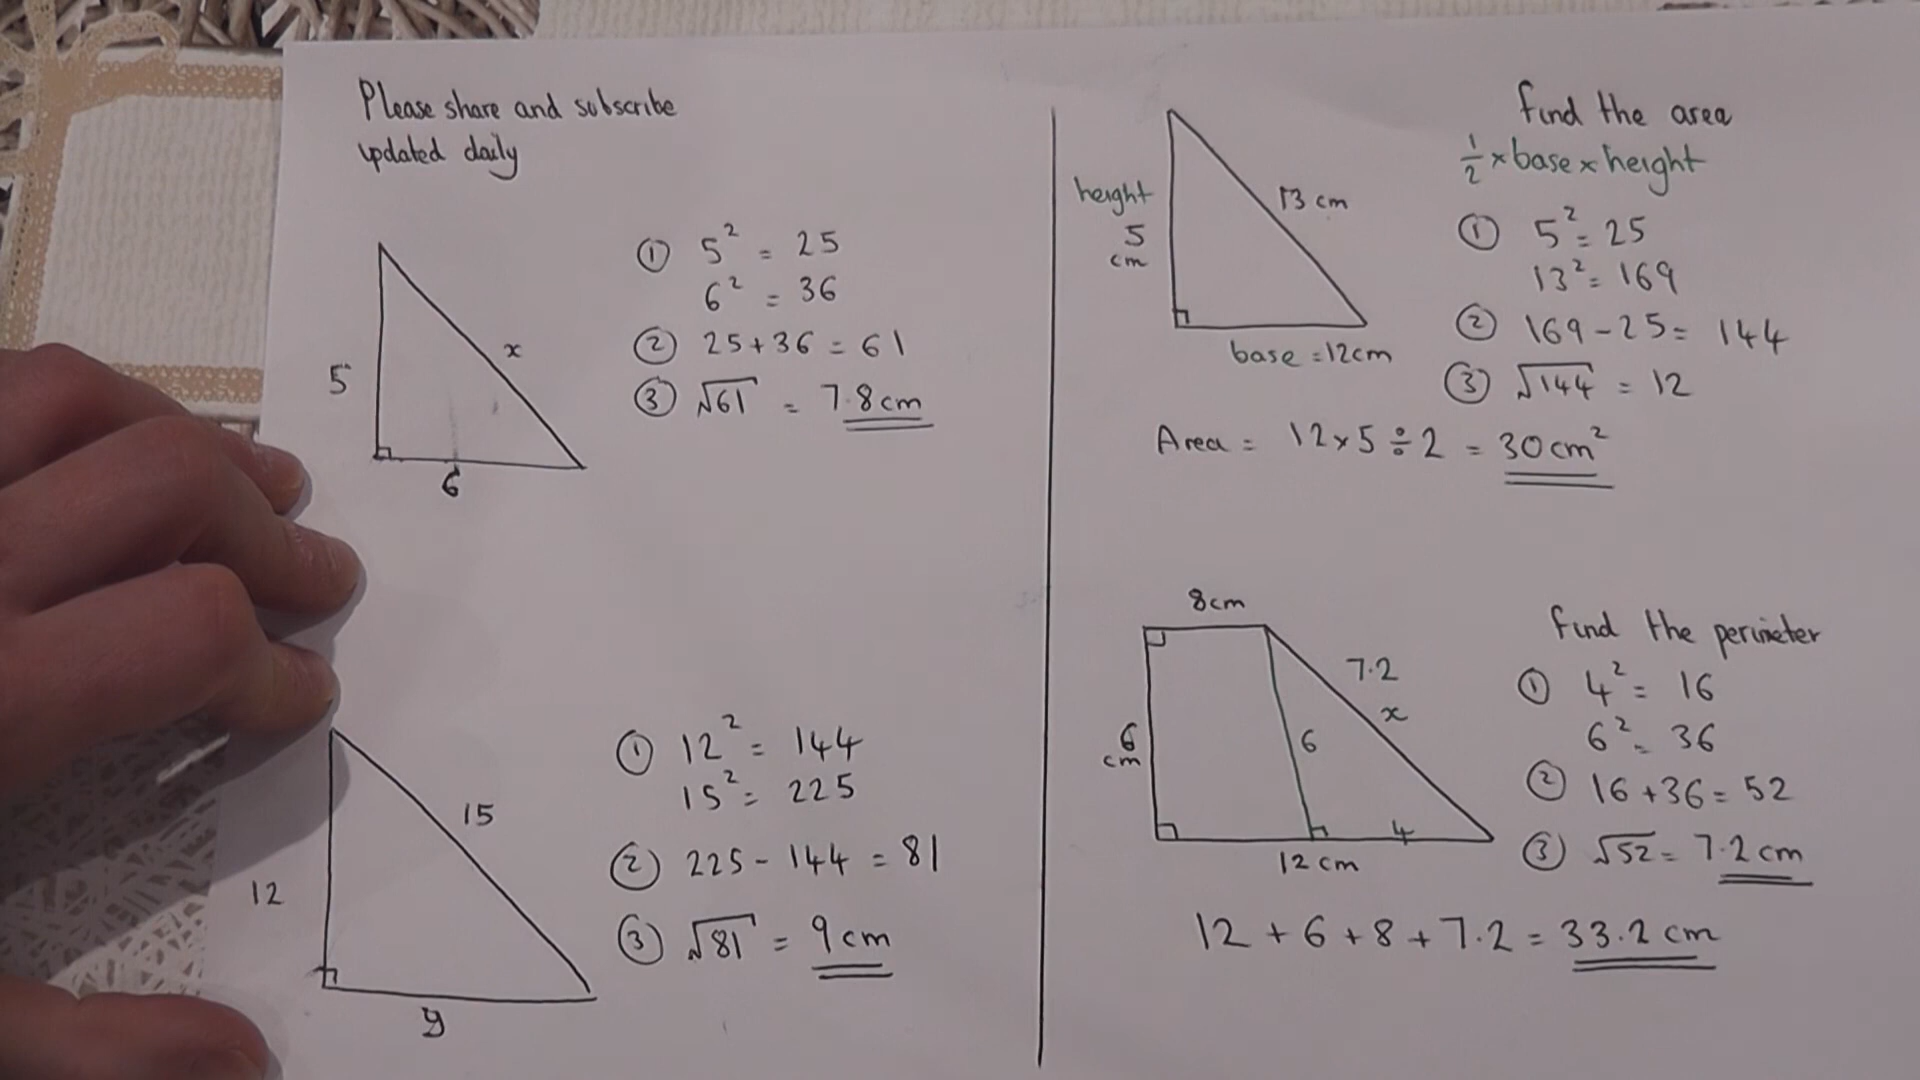 Please share and subscribe
updated daily
5
x
6
① 5² = 25
6² = 36
② 25+36 = 61
③ √61 = 7.8cm
12
15
y
① 12² = 144
15² = 225
② 225 - 144 = 81
③ √81 = 9cm
find the area
½ × base × height
height
5
cm
13 cm
base = 12cm
① 5² = 25
13² = 169
② 169 - 25 = 144
③ √144 = 12
Area = 12 × 5 ÷ 2 = 30cm²
find the perimeter
8cm
7.2
x
6
cm
6
4
12cm
① 4² = 16
6² = 36
② 16 + 36 = 52
③ √52 = 7.2cm
12 + 6 + 8 + 7.2 = 33.2 cm